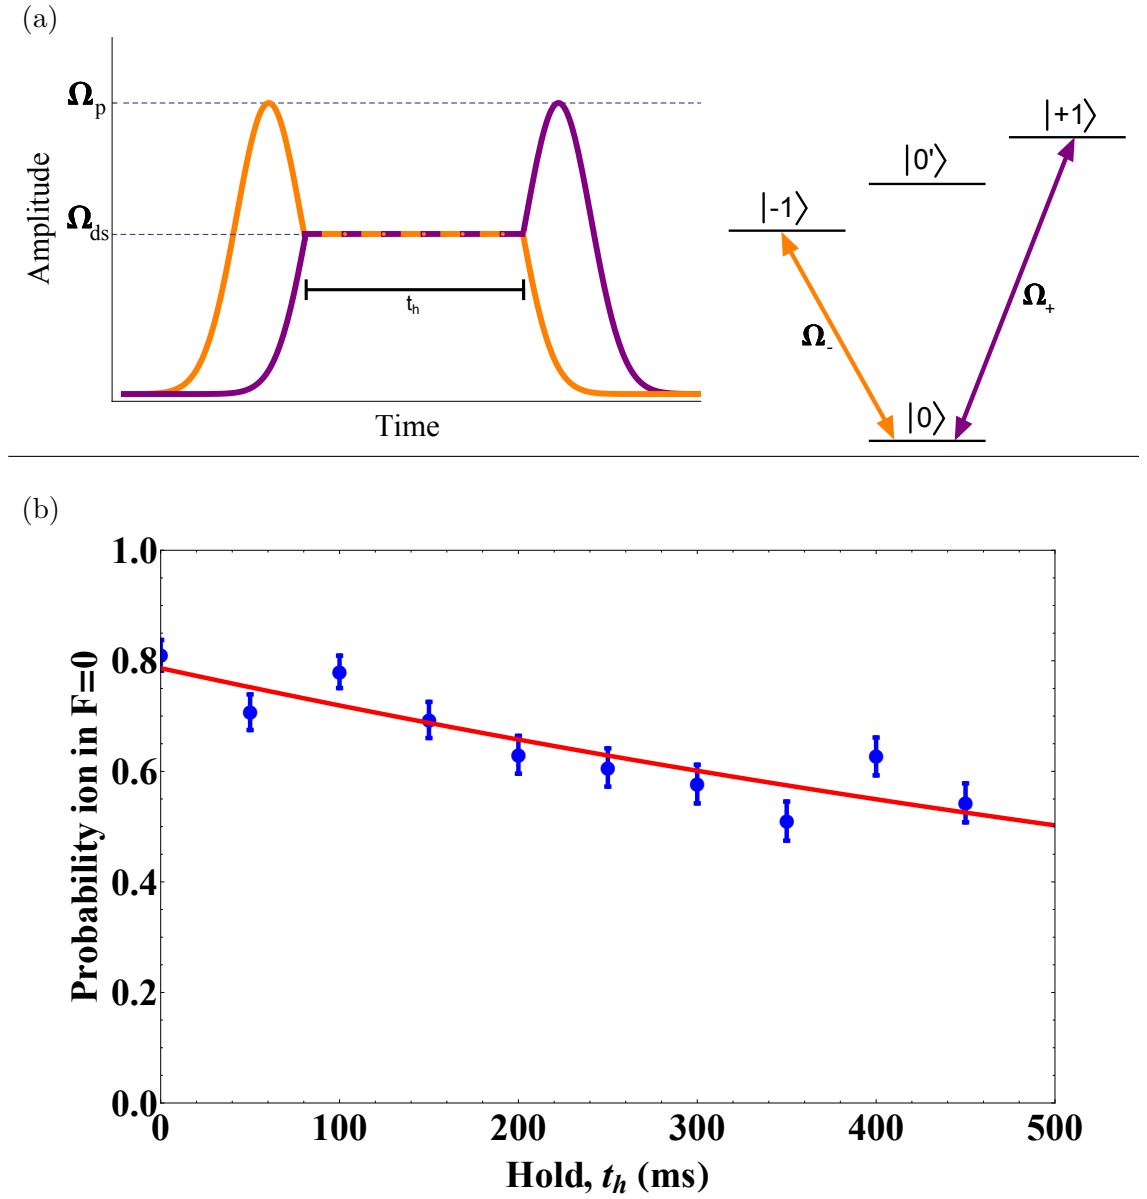 (a)
Ω_p
Ω_ds
Amplitude
t_h
Time
|-1⟩
|0'⟩
|+1⟩
Ω_-
Ω_+
|0⟩
(b)
Probability ion in F=0
1.0
0.8
0.6
0.4
0.2
0.0
0 100 200 300 400 500
Hold, t_h (ms)